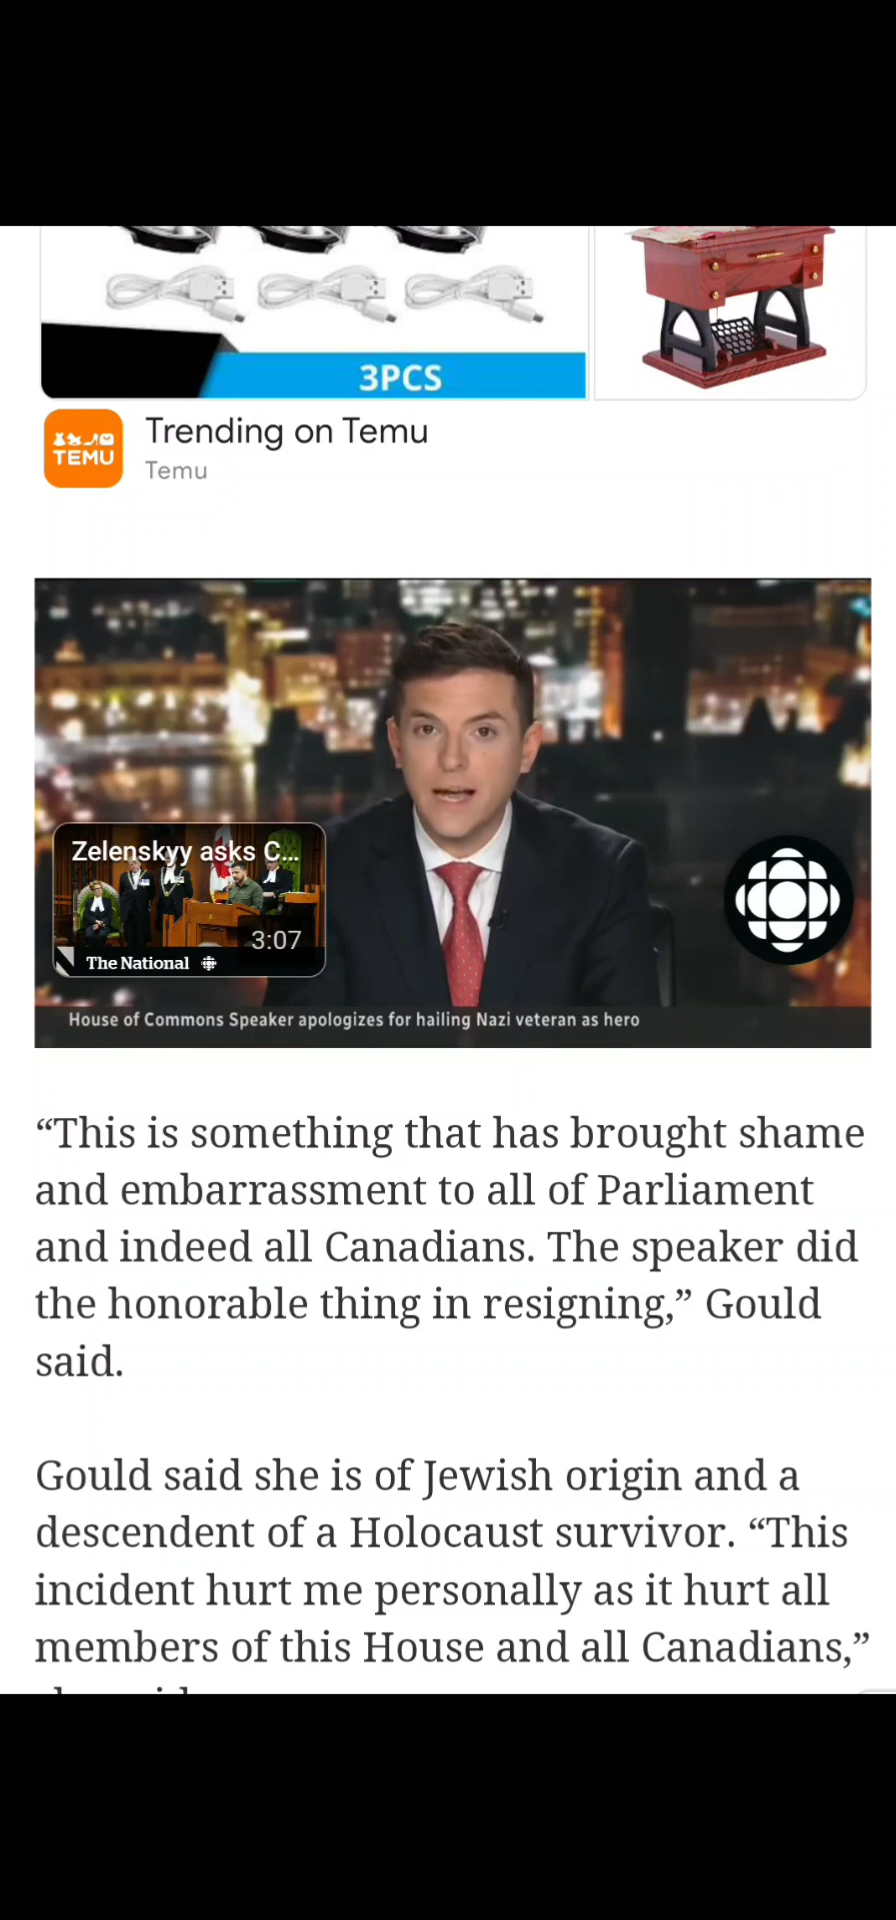 3PCS
TEMU
Trending on Temu
Temu
Zelenskyy asks C...
3:07
The National
House of Commons Speaker apologizes for hailing Nazi veteran as hero
“This is something that has brought shame
and embarrassment to all of Parliament
and indeed all Canadians. The speaker did
the honorable thing in resigning,” Gould
said.
Gould said she is of Jewish origin and a
descendent of a Holocaust survivor. “This
incident hurt me personally as it hurt all
members of this House and all Canadians,”